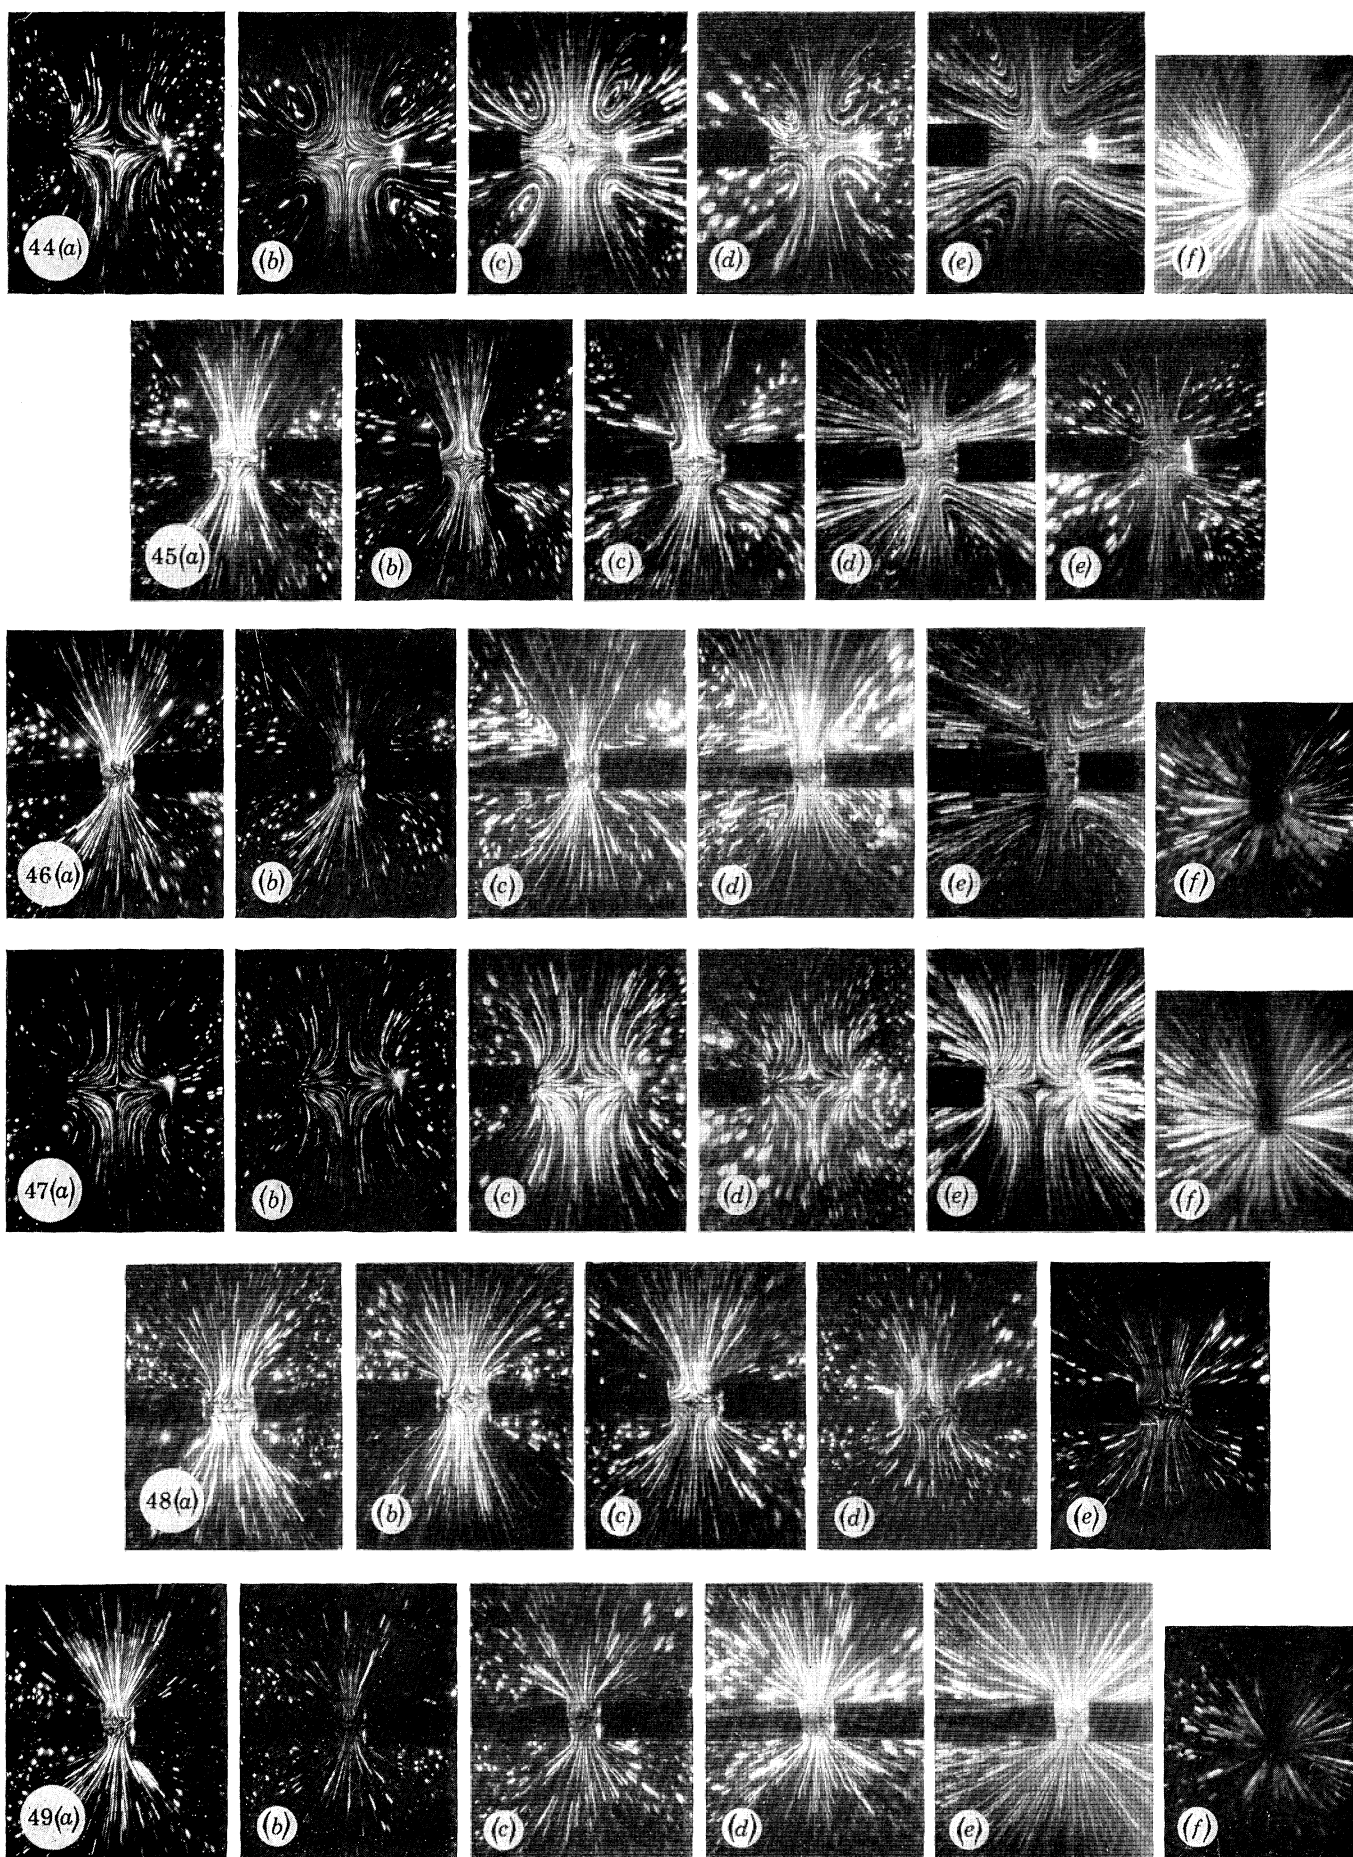 44(a) (b) (c) (d) (e) (f)
45(a) (b) (c) (d) (e)
46(a) (b) (c) (d) (e) (f)
47(a) (b) (c) (d) (e) (f)
48(a) (b) (c) (d) (e)
49(a) (b) (c) (d) (e) (f)